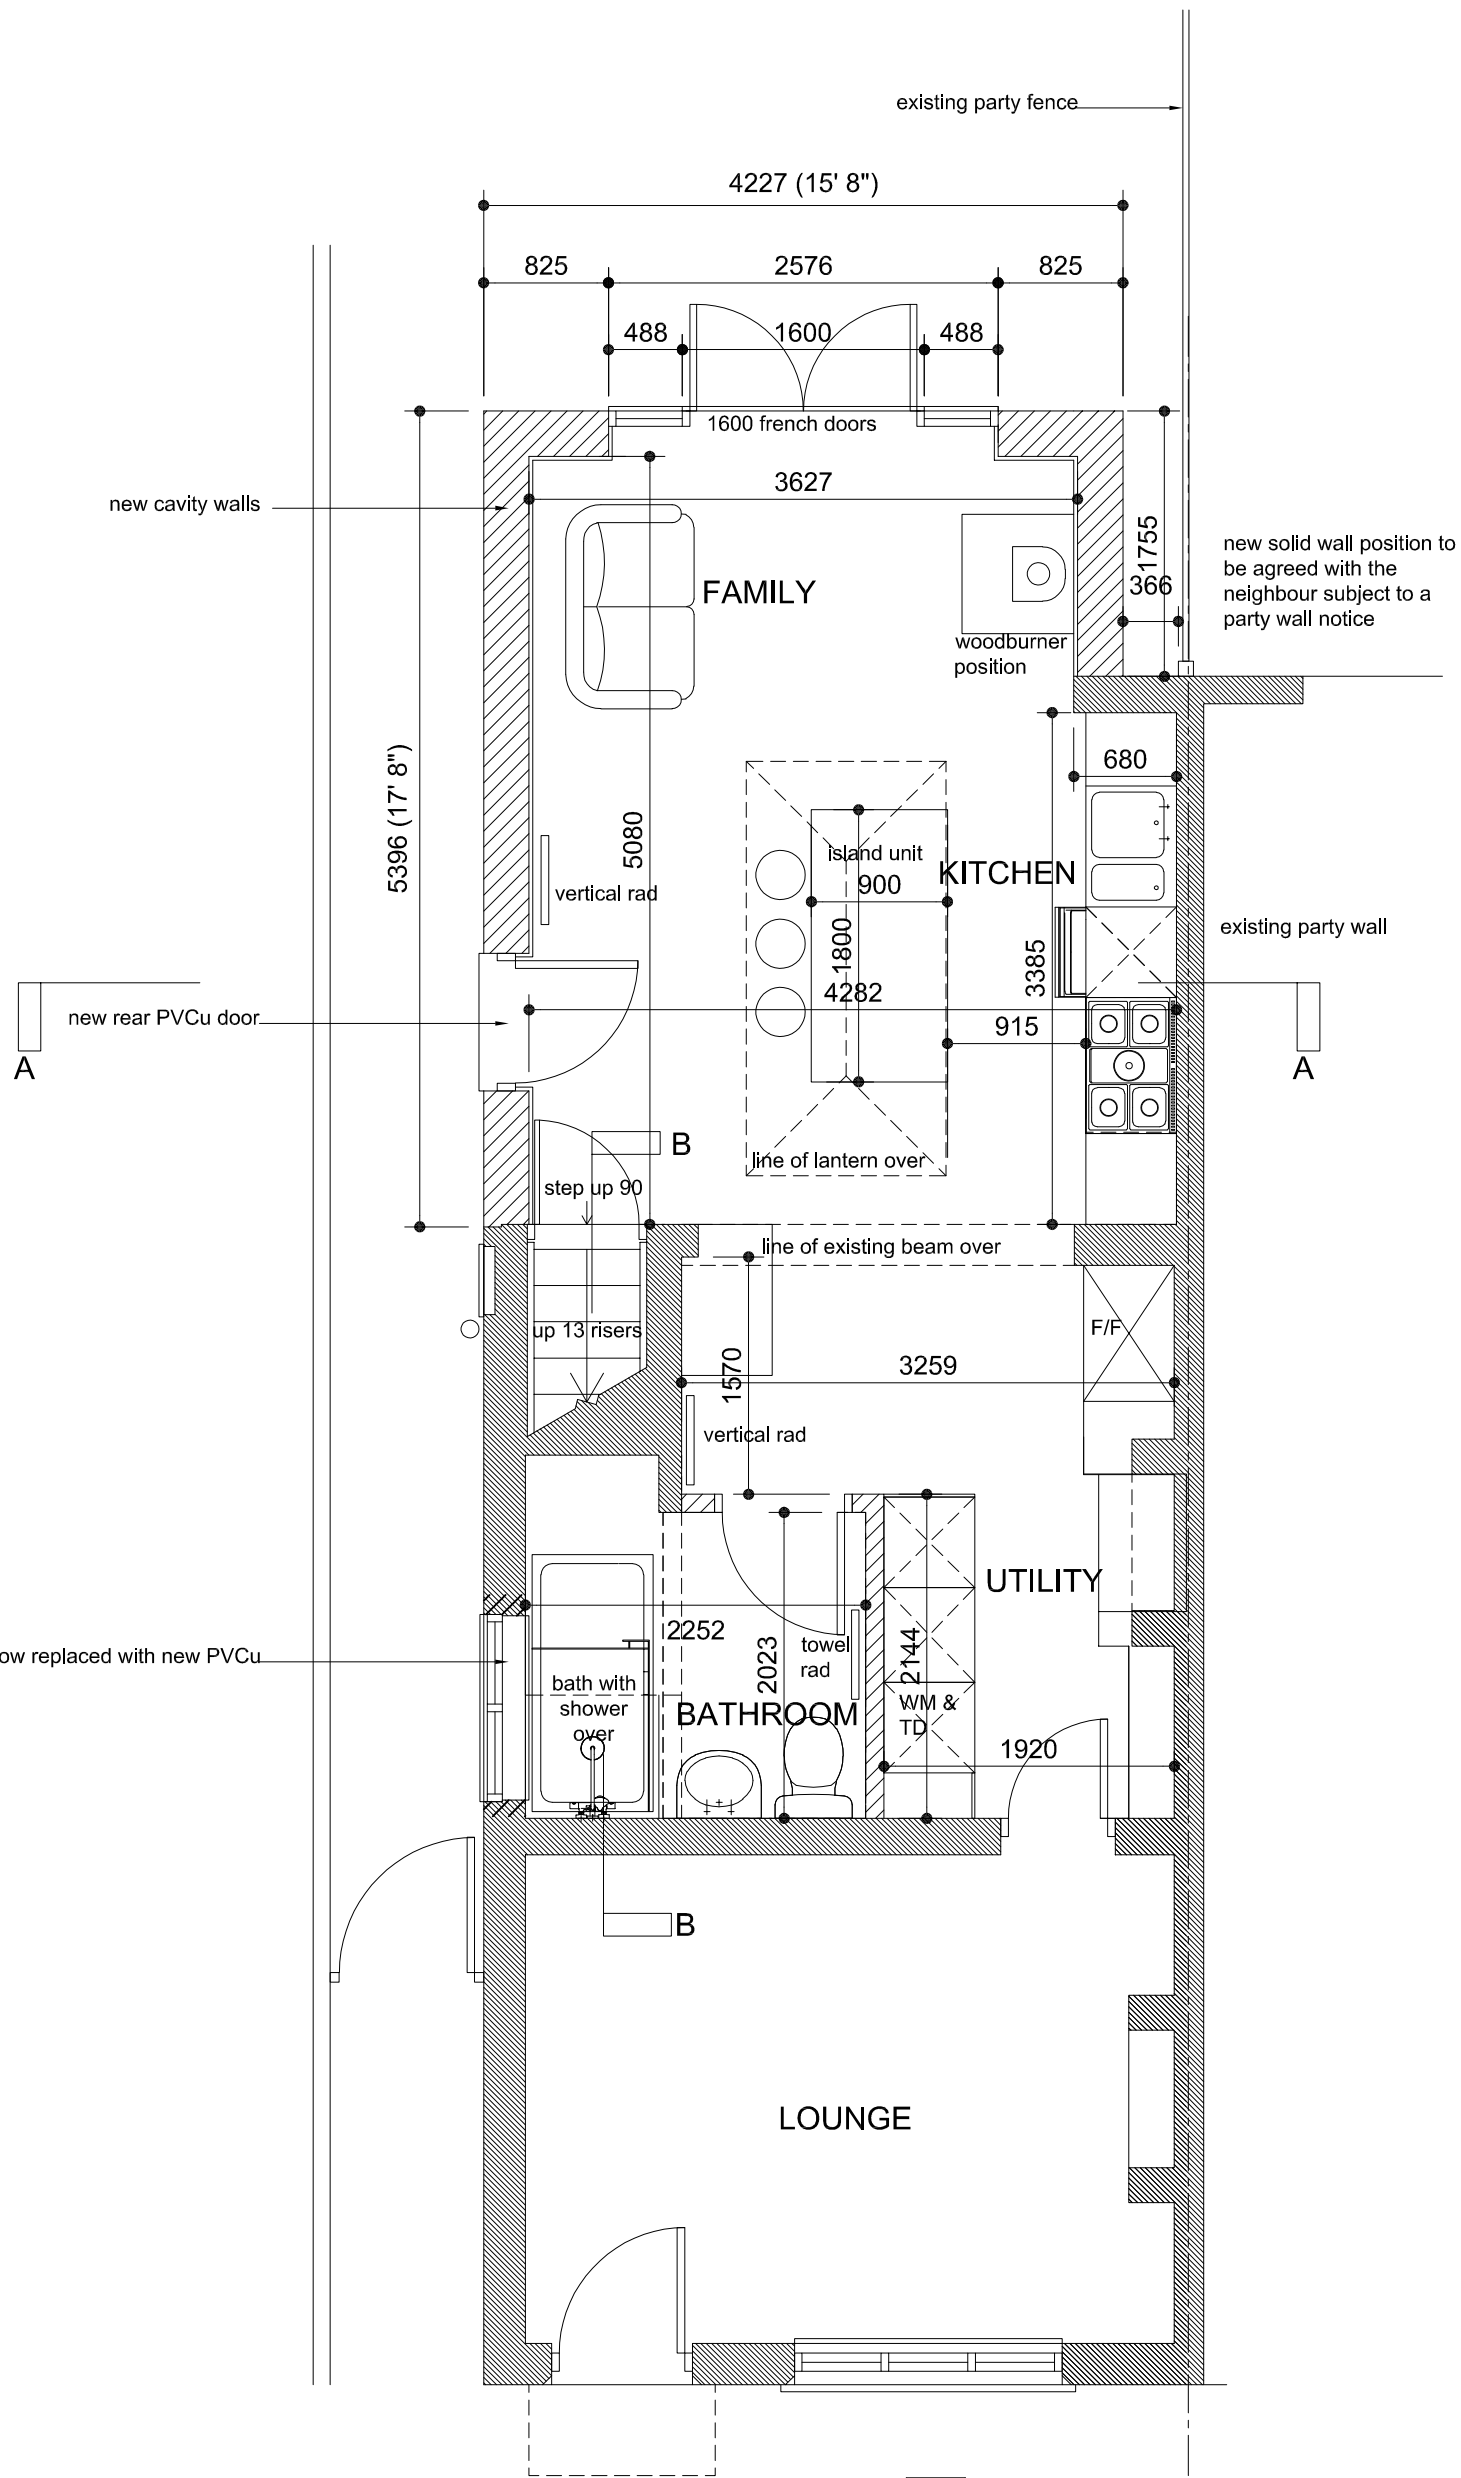 existing party fence
4227 (15' 8")
825
2576
825
488
1600
488
1600 french doors
3627
new cavity walls
1755
new solid wall position to
be agreed with the
neighbour subject to a
party wall notice
366
FAMILY
woodburner
position
680
5396 (17' 8")
5080
island unit
900
KITCHEN
vertical rad
1800
3385
existing party wall
4282
new rear PVCu door
915
A
A
B
line of lantern over
step up 90
line of existing beam over
up 13 risers
F/F
1570
3259
vertical rad
UTILITY
2252
2023
towel
rad
2144
ow replaced with new PVCu
bath with
shower
over
BATHROOM
WM &
TD
1920
B
LOUNGE